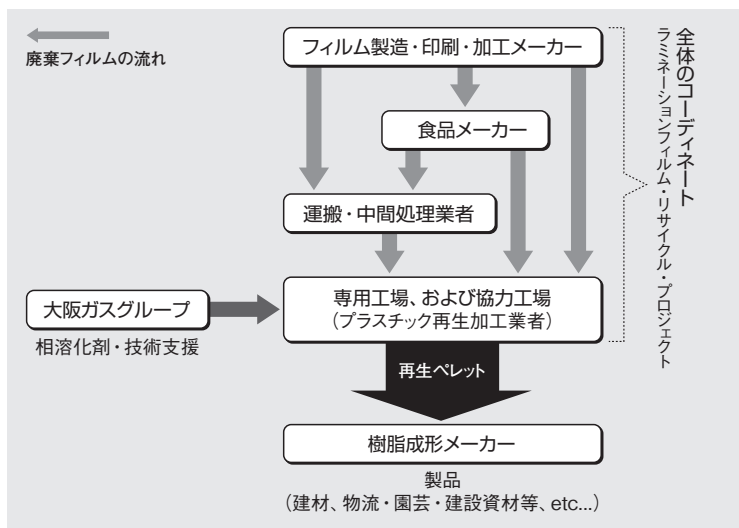 廃棄フィルムの流れ
フィルム製造・印刷・加工メーカー
食品メーカー
運搬・中間処理業者
大阪ガスグループ
相溶化剤・技術支援
専用工場、および協力工場
（プラスチック再生加工業者）
再生ペレット
樹脂成形メーカー
製品
（建材、物流・園芸・建設資材等、etc...）
全体のコーディネート
ラミネーションフィルム・リサイクル・プロジェクト